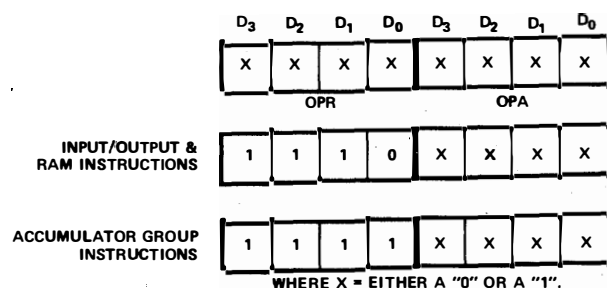 D3 D2 D1 D0 D3 D2 D1 D0
X X X X X X X X
OPR OPA
INPUT/OUTPUT &
RAM INSTRUCTIONS
1 1 1 0 X X X X
ACCUMULATOR GROUP
INSTRUCTIONS
1 1 1 1 X X X X
WHERE X = EITHER A "0" OR A "1".